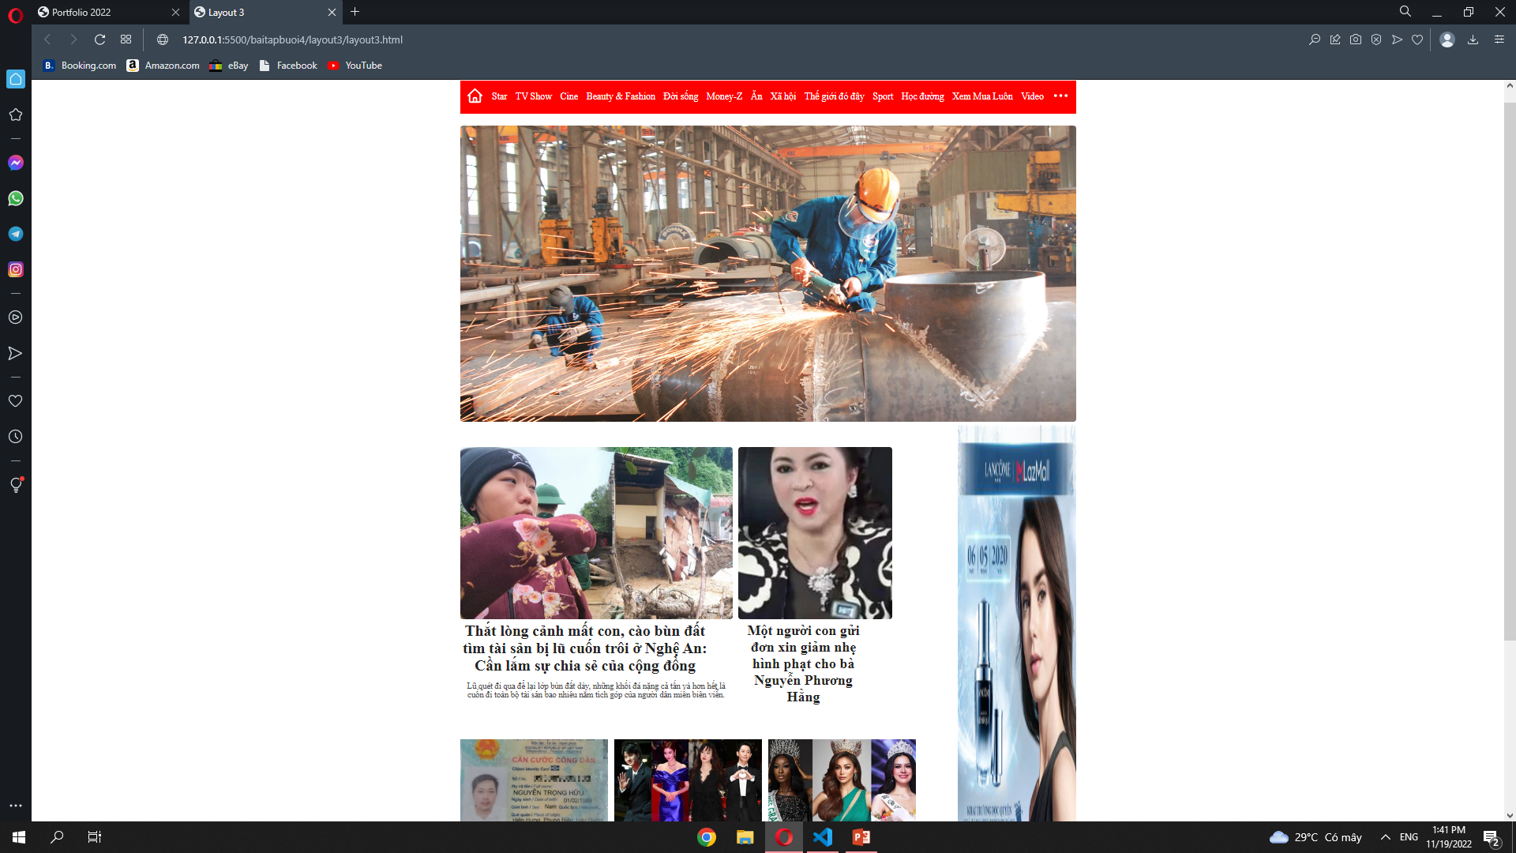 Portfolio 2022
Layout 3
127.0.0.1:5500/baitapbuoi4/layout3/layout3.html
Booking.com
Amazon.com
eBay
Facebook
YouTube
Star TV Show Cine Beauty & Fashion Đời sống Money-Z Ăn Xã hội Thế giới đó đây Sport Học đường Xem Mua Luôn Video
LANCÔME
LazMall
06 05 2020
Thắt lòng cảnh mất con, cào bùn đất
tìm tài sản bị lũ cuốn trôi ở Nghệ An:
Cần lắm sự chia sẻ của cộng đồng
Lũ quét đi qua để lại lớp bùn đất dày, những khối đá nặng cả tấn và hơn hết là
cuốn đi toàn bộ tài sản bao nhiêu năm tích góp của người dân miền biên viễn.
Một người con gửi
đơn xin giảm nhẹ
hình phạt cho bà
Nguyễn Phương
Hằng
CĂN CƯỚC CÔNG DÂN
NGUYỄN TRỌNG HỮU
29°C Có mây
ENG
1:41 PM
11/19/2022
2